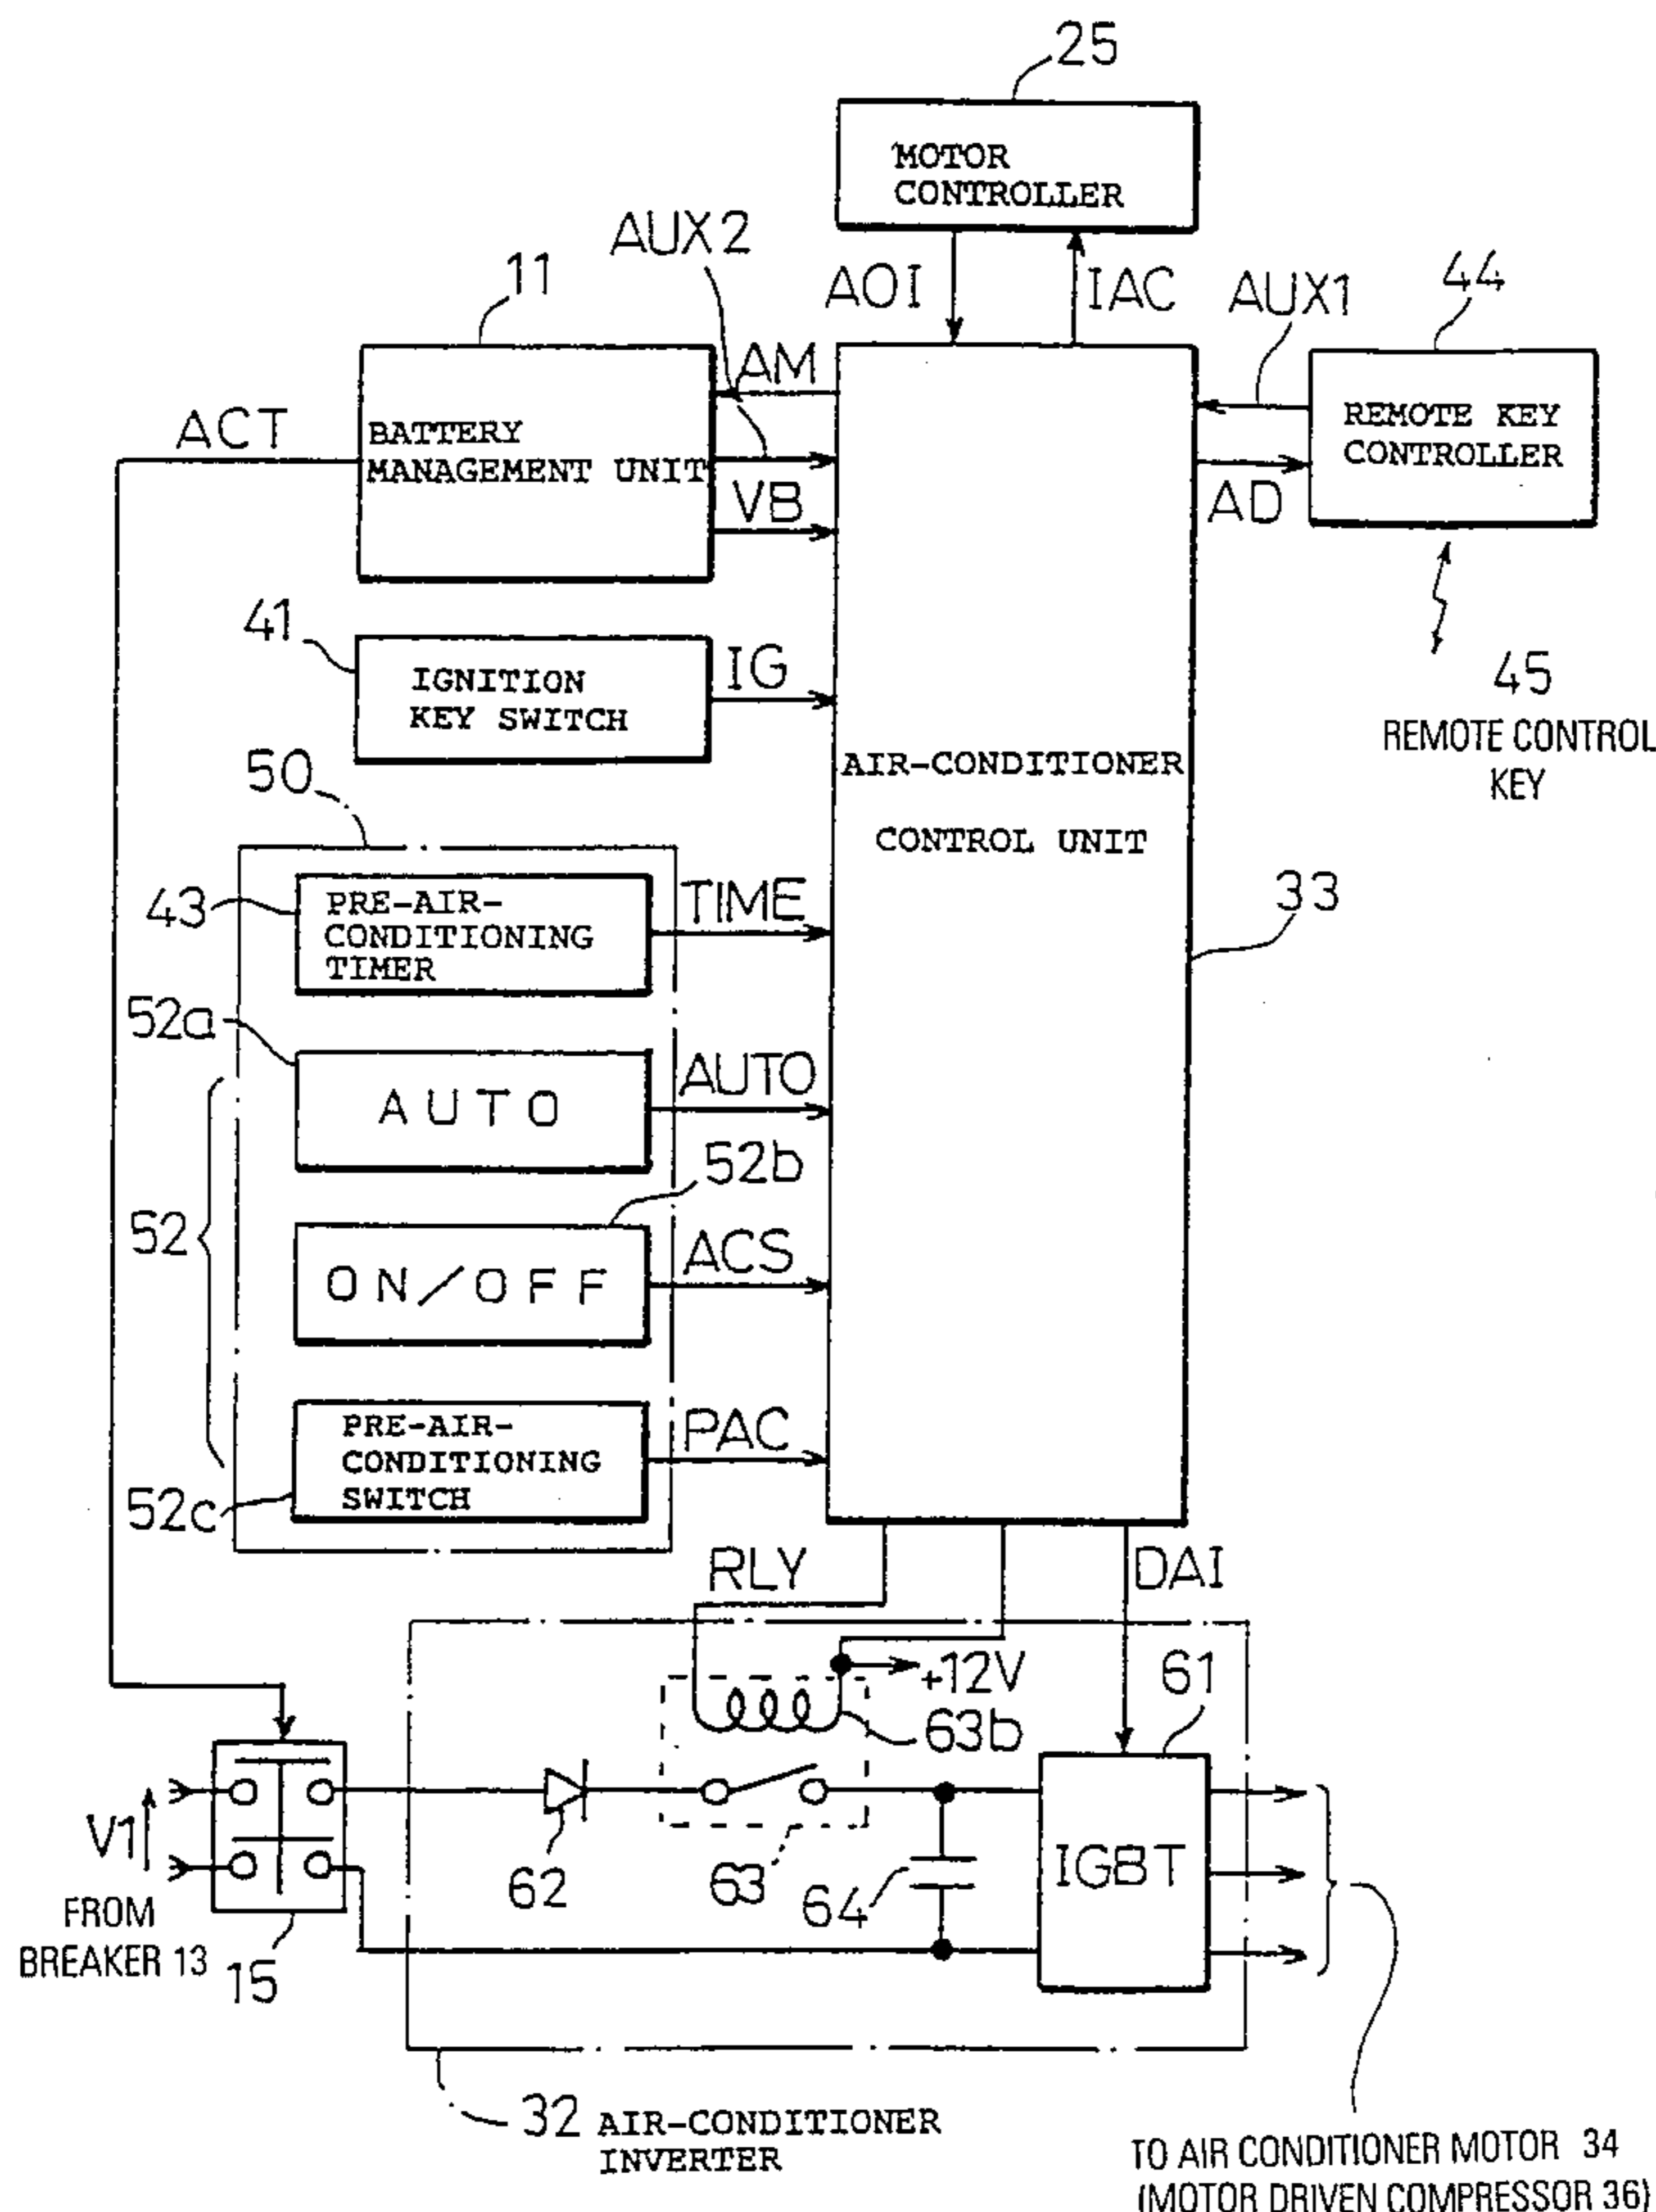 25
MOTOR
CONTROLLER
AUX2
11
AOI
IAC
AUX1
44
AM
ACT
BATTERY
MANAGEMENT UNIT
REMOTE KEY
CONTROLLER
VB
AD
41
IG
IGNITION
KEY SWITCH
45
REMOTE CONTROL
KEY
50
AIR-CONDITIONER
CONTROL UNIT
43
PRE-AIR-
CONDITIONING
TIMER
TIME
33
52a
AUTO
AUTO
52b
52
ON/OFF
ACS
PRE-AIR-
CONDITIONING
SWITCH
PAC
52c
RLY
DAI
+12V
61
63b
V1
62
63
64
IGBT
FROM
BREAKER 13
15
32 AIR-CONDITIONER
INVERTER
TO AIR CONDITIONER MOTOR 34
(MOTOR DRIVEN COMPRESSOR 36)